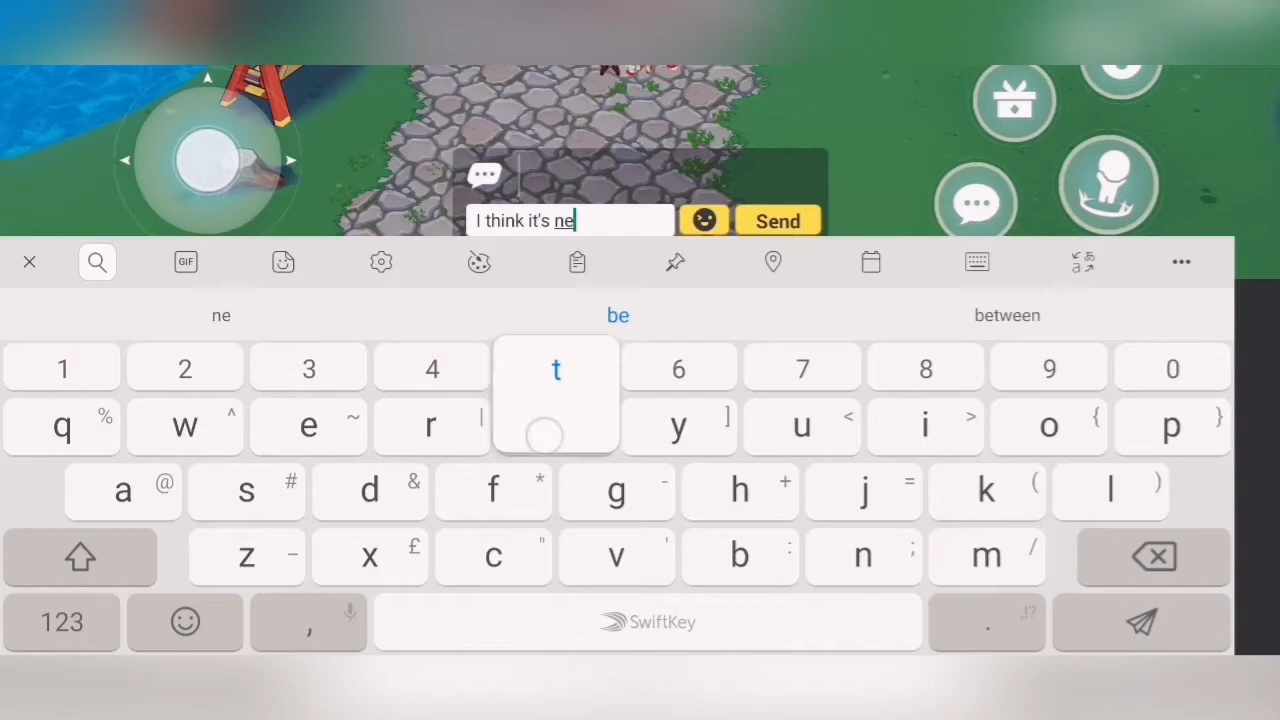 I think it's ne
Send
GIF
ne be between
1 2 3 4 t 6 7 8 9 0
q % w ^ e ~ r | y ] u < i > o { p }
a @ s # d & f * g - h + j = k ( l )
z _ x £ c " v ' b : n ; m /
123 , SwiftKey . ,!?